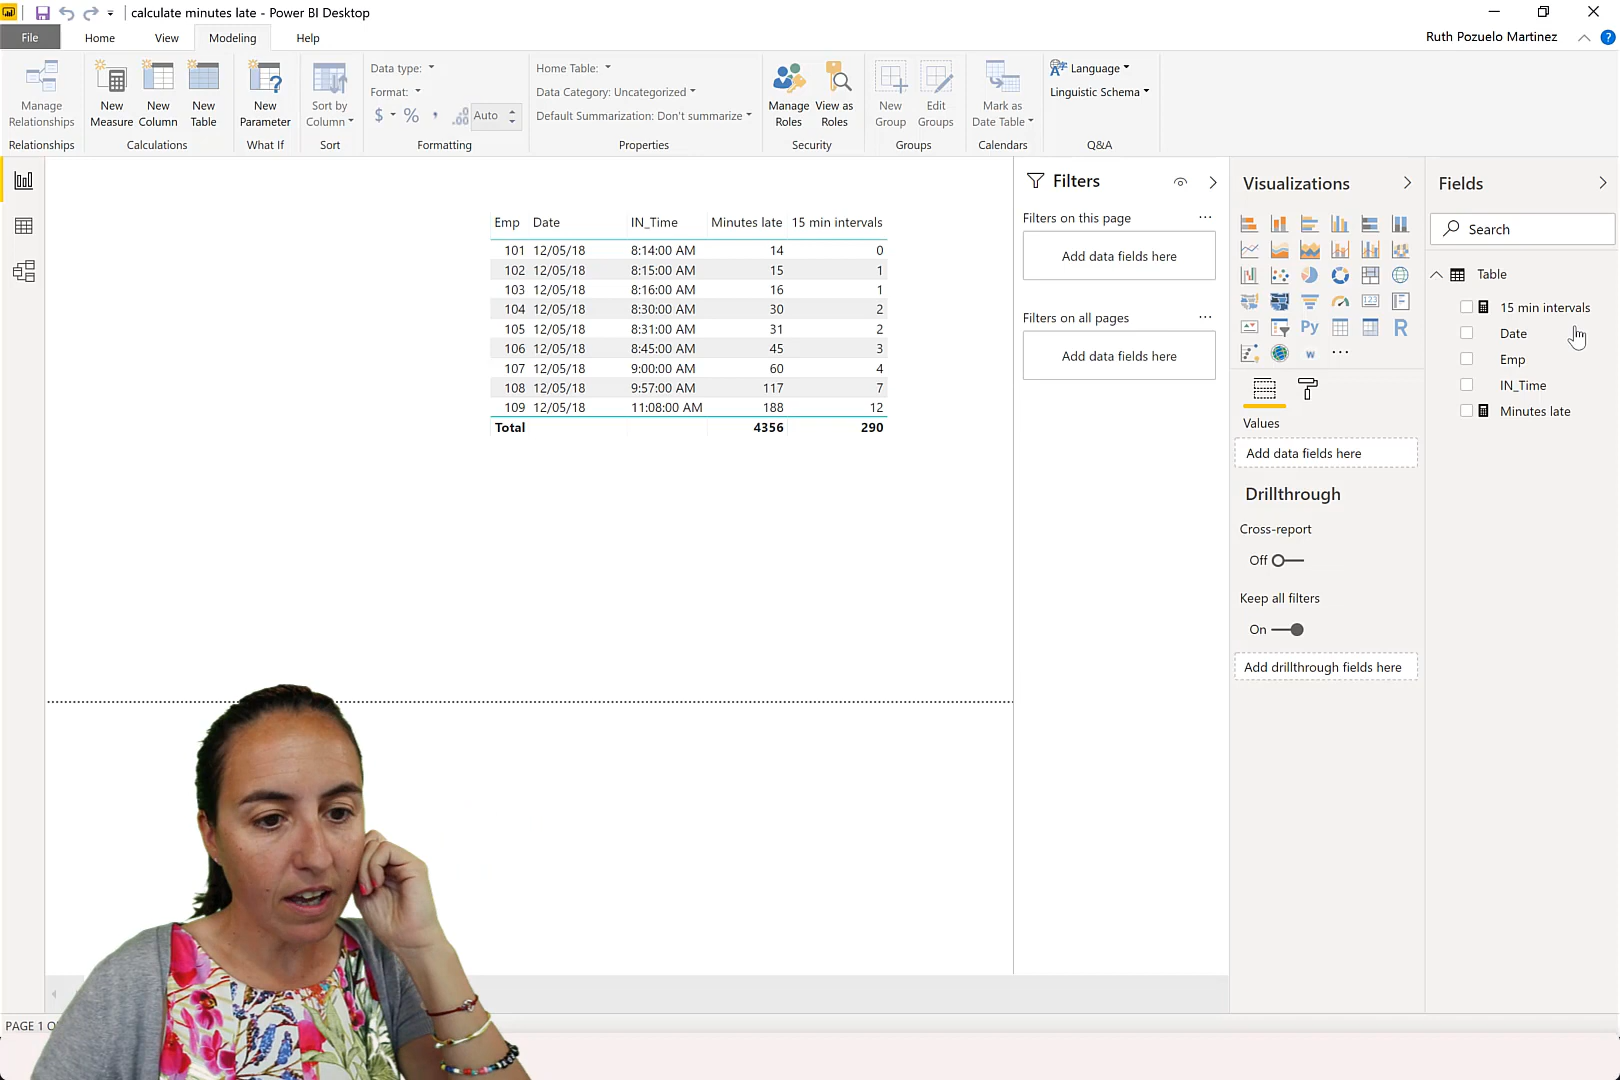 calculate minutes late - Power BI Desktop
Ruth Pozuelo Martinez
File
Home
View
Modeling
Help
Manage
Relationships
Relationships
New
Measure
New
Column
New
Table
Calculations
New
Parameter
What If
Sort by
Column
Sort
Data type:
Format:
$ % , .00 Auto
Formatting
Home Table:
Data Category: Uncategorized
Default Summarization: Don't summarize
Properties
Manage
Roles
View as
Roles
Security
New
Group
Edit
Groups
Groups
Mark as
Date Table
Calendars
Language
Linguistic Schema
Q&A
Emp Date IN_Time Minutes late 15 min intervals
101 12/05/18 8:14:00 AM 14 0
102 12/05/18 8:15:00 AM 15 1
103 12/05/18 8:16:00 AM 16 1
104 12/05/18 8:30:00 AM 30 2
105 12/05/18 8:31:00 AM 31 2
106 12/05/18 8:45:00 AM 45 3
107 12/05/18 9:00:00 AM 60 4
108 12/05/18 9:57:00 AM 117 7
109 12/05/18 11:08:00 AM 188 12
Total 4356 290
Filters
Filters on this page
Add data fields here
Filters on all pages
Add data fields here
Visualizations
Py
R
Values
Add data fields here
Drillthrough
Cross-report
Off
Keep all filters
On
Add drillthrough fields here
Fields
Search
Table
15 min intervals
Date
Emp
IN_Time
Minutes late
PAGE 1 O